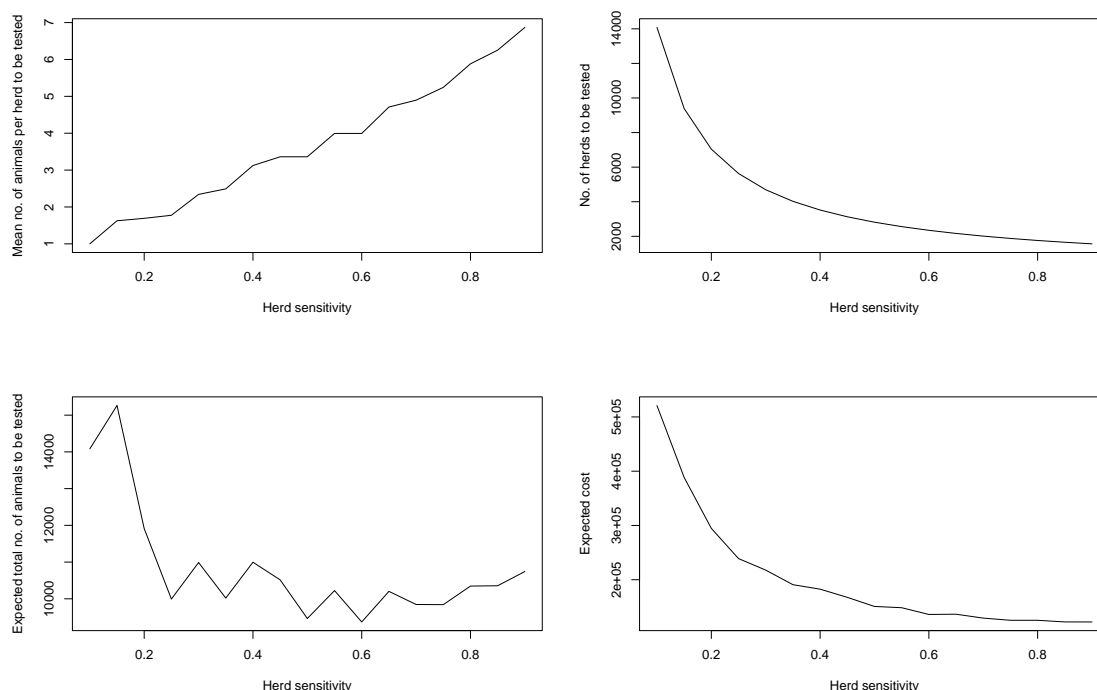 Mean no. of animals per herd to be tested
7
6
5
4
3
2
1
0.2 0.4 0.6 0.8
Herd sensitivity
No. of herds to be tested
14000
10000
6000
2000
0.2 0.4 0.6 0.8
Herd sensitivity
Expected total no. of animals to be tested
14000
12000
10000
0.2 0.4 0.6 0.8
Herd sensitivity
Expected cost
5e+05
4e+05
3e+05
2e+05
0.2 0.4 0.6 0.8
Herd sensitivity